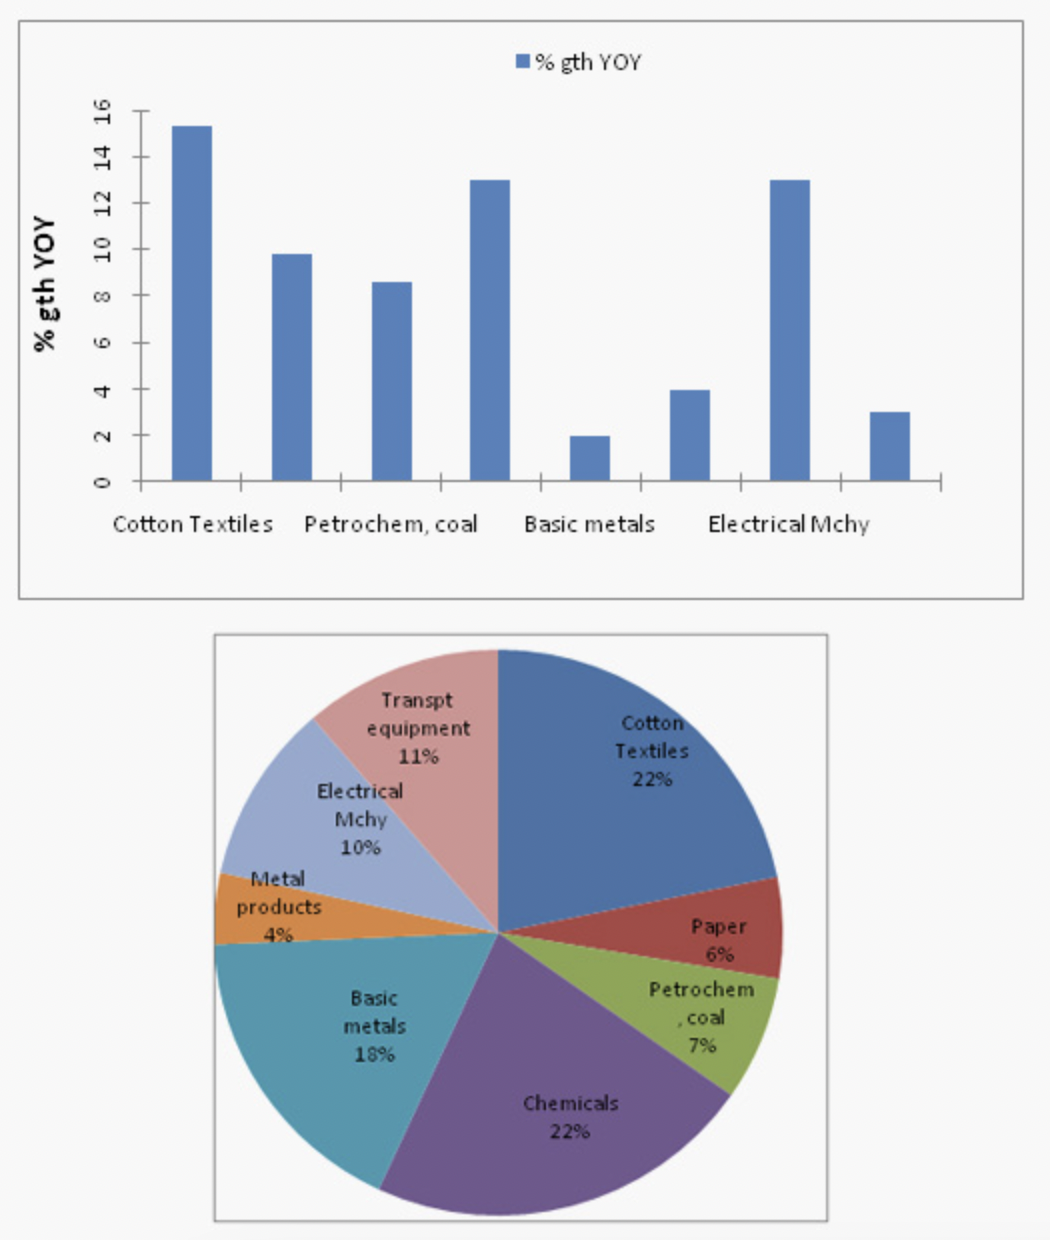 % gth YOY
% gth YOY
16
14
12
10
8
6
4
2
0
Cotton Textiles Petrochem, coal Basic metals Electrical Mchy
Transpt
equipment
11%
Cotton
Textiles
22%
Electrical
Mchy
10%
Metal
products
4%
Paper
6%
Petrochem
, coal
7%
Basic
metals
18%
Chemicals
22%